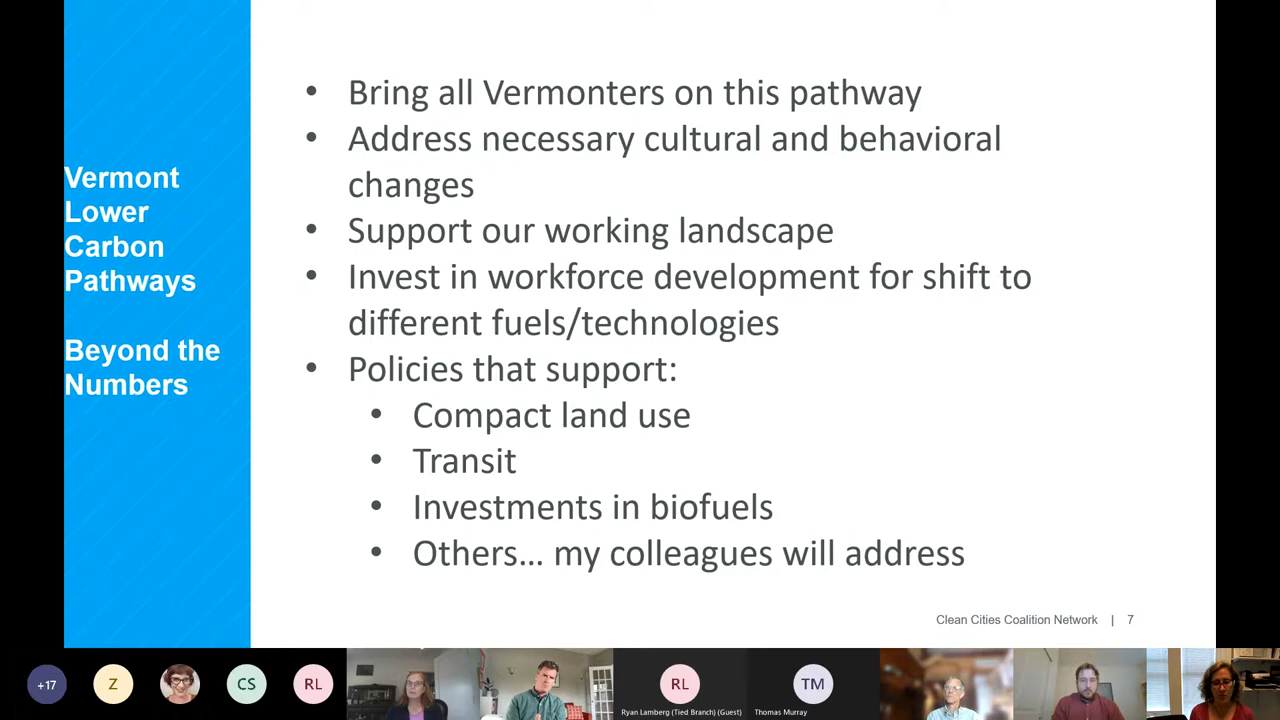 Vermont
Lower
Carbon
Pathways
Beyond the
Numbers
• Bring all Vermonters on this pathway
• Address necessary cultural and behavioral
changes
• Support our working landscape
• Invest in workforce development for shift to
different fuels/technologies
• Policies that support:
• Compact land use
• Transit
• Investments in biofuels
• Others... my colleagues will address
Clean Cities Coalition Network | 7
+17
Z
CS
RL
RL
Ryan Lamberg (Tied Branch) (Guest)
TM
Thomas Murray